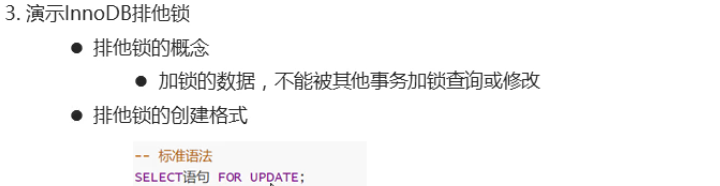 3. 演示InnoDB排他锁
● 排他锁的概念
● 加锁的数据，不能被其他事务加锁查询或修改
● 排他锁的创建格式
-- 标准语法
SELECT语句 FOR UPDATE;